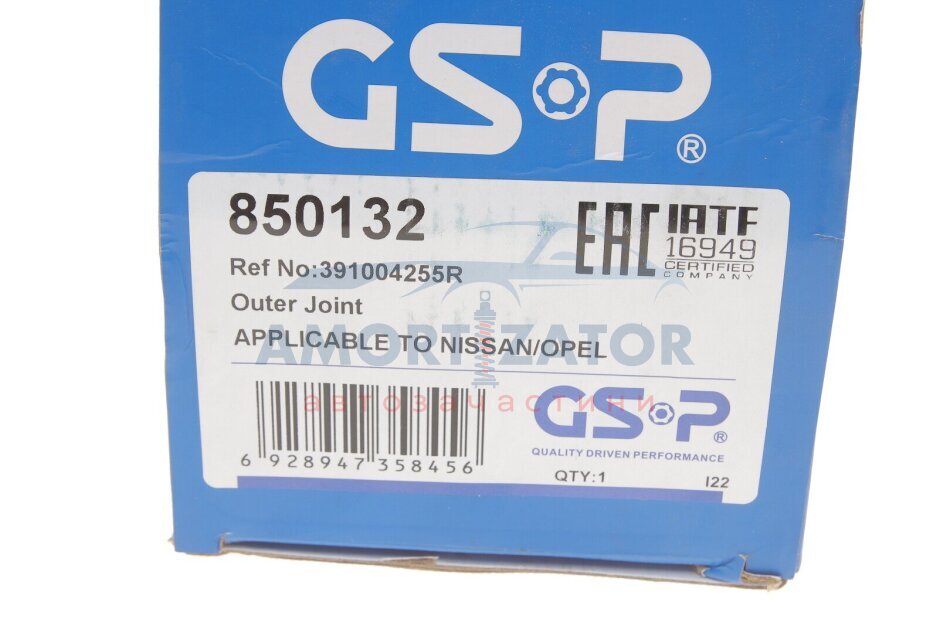 GSP®
850132
EAC
IATF
16949
CERTIFIED
COMPANY
Ref No:391004255R
Outer Joint
AMORTIZATOR
APPLICABLE TO NISSAN/OPEL
автозачастини
GSP®
QUALITY DRIVEN PERFORMANCE
6 928947 358456
QTY:1
I22